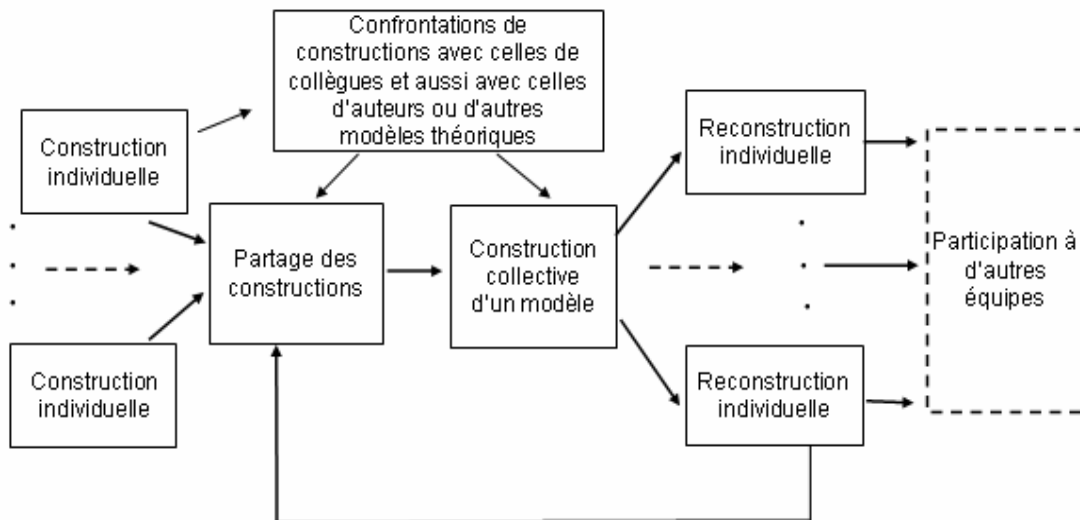 Confrontations de
constructions avec celles de
collègues et aussi avec celles
d'auteurs ou d'autres
modèles théoriques
Construction
individuelle
Partage des
constructions
Construction
collective
d'un modèle
Reconstruction
individuelle
Participation à
d'autres
équipes
Construction
individuelle
Reconstruction
individuelle